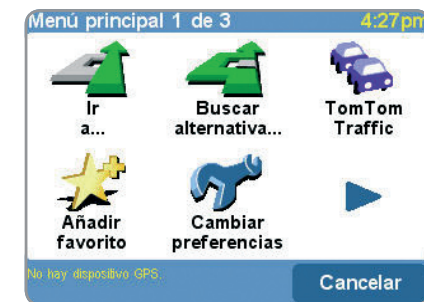 Menú principal 1 de 3
4:27pm
Ir
a...
Buscar
alternativa...
TomTom
Traffic
Añadir
favorito
Cambiar
preferencias
No hay dispositivo GPS.
Cancelar